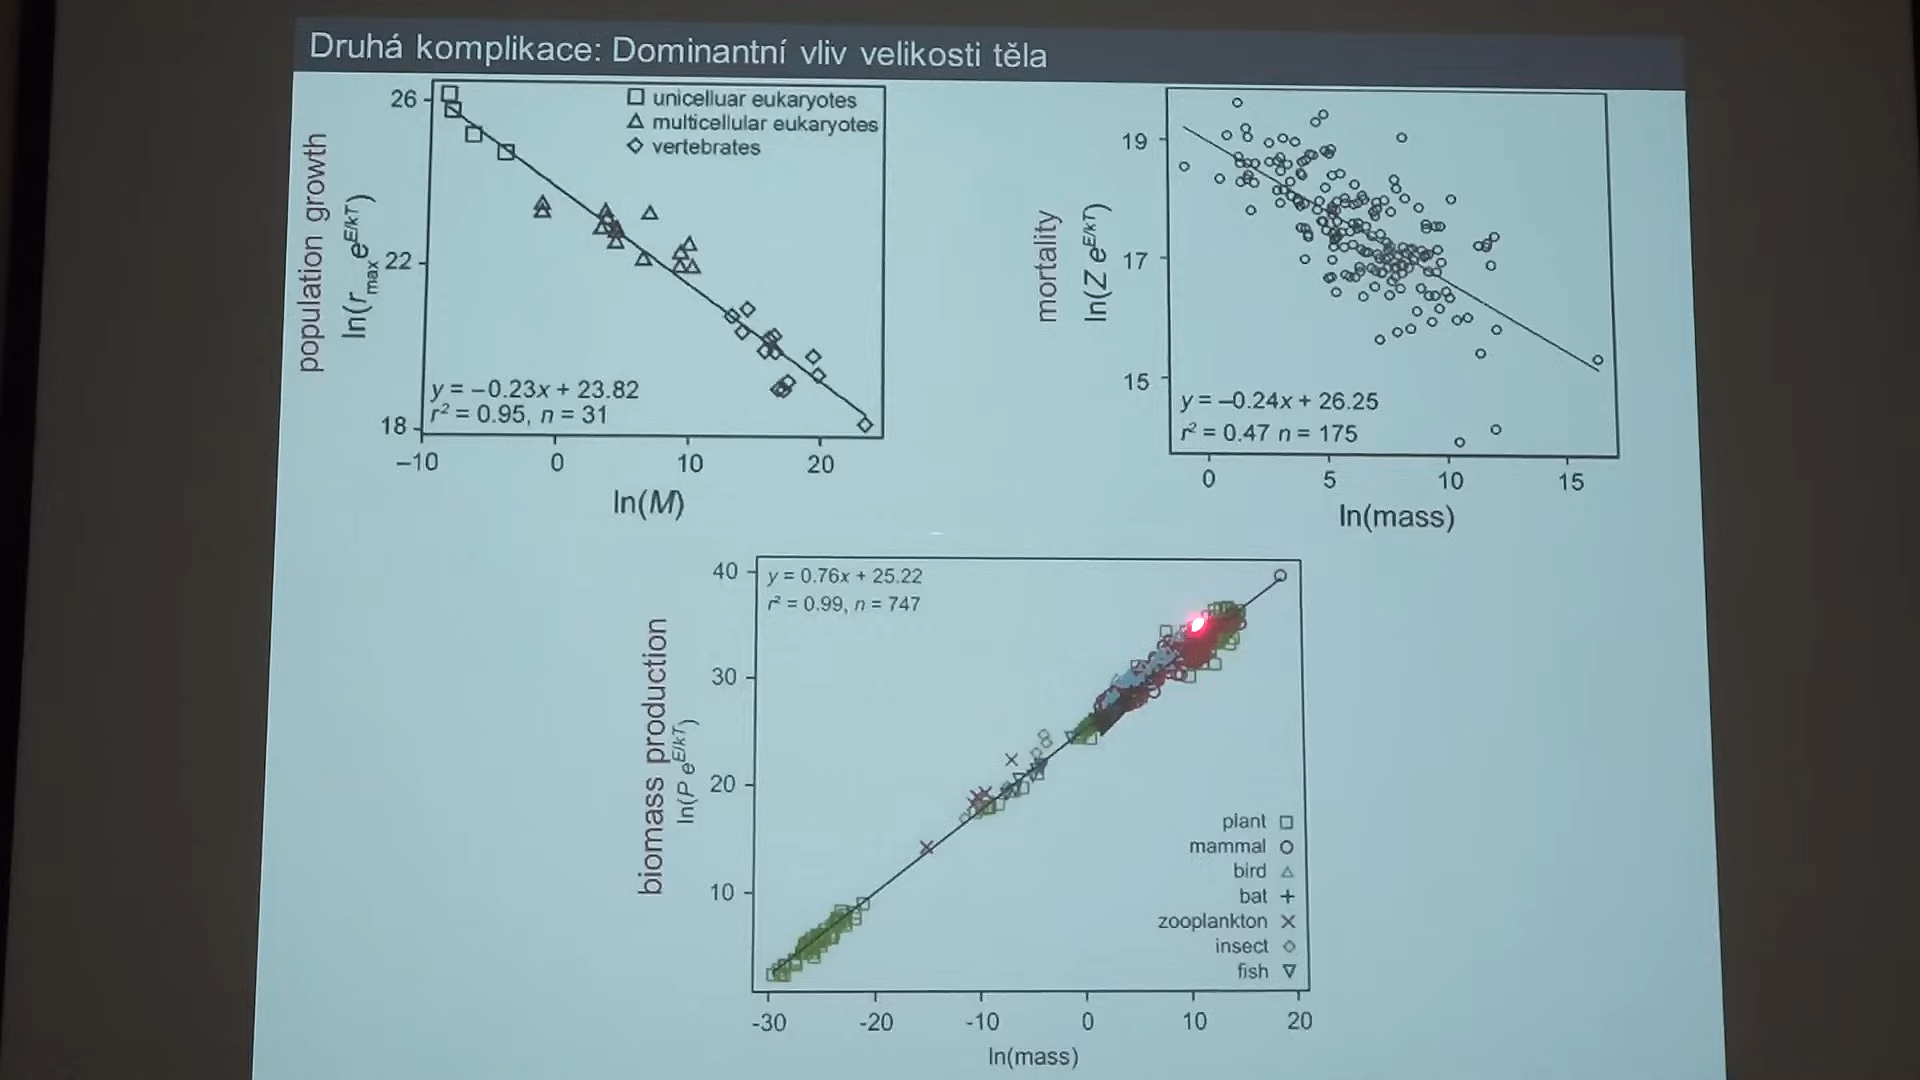 Druhá komplikace: Dominantní vliv velikosti těla
26
22
18
population growth
ln(r_max e^{E/kT})
unicelluar eukaryotes
multicellular eukaryotes
vertebrates
y = –0.23x + 23.82
r² = 0.95, n = 31
–10 0 10 20
ln(M)
19
17
15
mortality
ln(Z e^{E/kT})
y = –0.24x + 26.25
r² = 0.47 n = 175
0 5 10 15
ln(mass)
40
30
20
10
biomass production
ln(P e^{E/kT})
y = 0.76x + 25.22
r² = 0.99, n = 747
plant
mammal
bird
bat
zooplankton
insect
fish
-30 -20 -10 0 10 20
ln(mass)